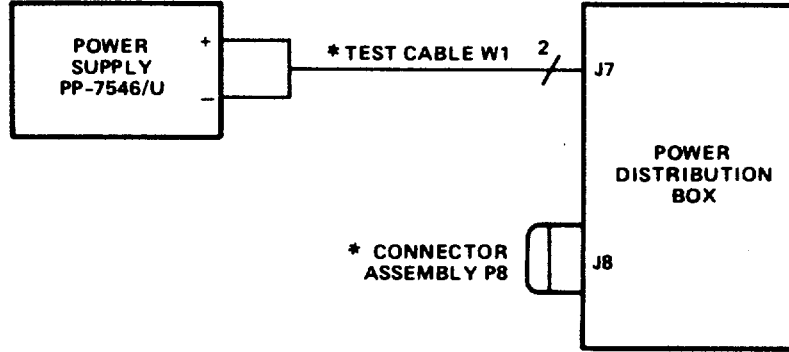 POWER
SUPPLY
PP-7546/U
+
–
* TEST CABLE W1
2
J7
POWER
DISTRIBUTION
BOX
* CONNECTOR
ASSEMBLY P8
J8